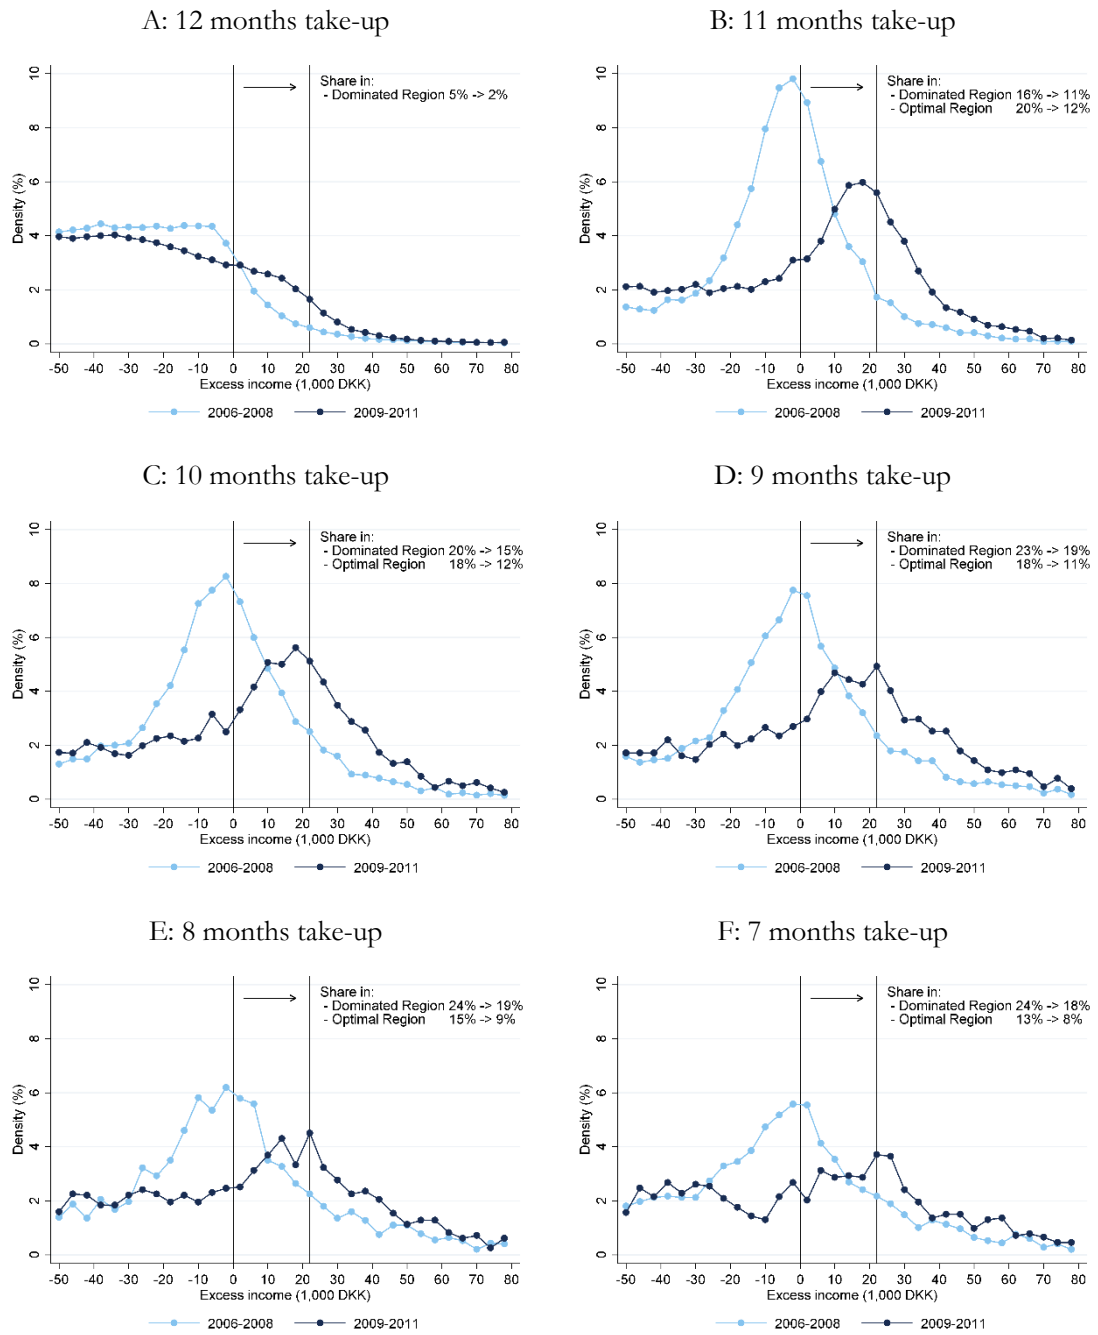 A: 12 months take-up
Share in:
- Dominated Region 5% -> 2%
Density (%)
10
8
6
4
2
0
-50 -40 -30 -20 -10 0 10 20 30 40 50 60 70 80
Excess income (1,000 DKK)
2006-2008 2009-2011
B: 11 months take-up
Share in:
- Dominated Region 16% -> 11%
- Optimal Region 20% -> 12%
Density (%)
10
8
6
4
2
0
-50 -40 -30 -20 -10 0 10 20 30 40 50 60 70 80
Excess income (1,000 DKK)
2006-2008 2009-2011
C: 10 months take-up
Share in:
- Dominated Region 20% -> 15%
- Optimal Region 18% -> 12%
Density (%)
10
8
6
4
2
0
-50 -40 -30 -20 -10 0 10 20 30 40 50 60 70 80
Excess income (1,000 DKK)
2006-2008 2009-2011
D: 9 months take-up
Share in:
- Dominated Region 23% -> 19%
- Optimal Region 18% -> 11%
Density (%)
10
8
6
4
2
0
-50 -40 -30 -20 -10 0 10 20 30 40 50 60 70 80
Excess income (1,000 DKK)
2006-2008 2009-2011
E: 8 months take-up
Share in:
- Dominated Region 24% -> 19%
- Optimal Region 15% -> 9%
Density (%)
10
8
6
4
2
0
-50 -40 -30 -20 -10 0 10 20 30 40 50 60 70 80
Excess income (1,000 DKK)
2006-2008 2009-2011
F: 7 months take-up
Share in:
- Dominated Region 24% -> 18%
- Optimal Region 13% -> 8%
Density (%)
10
8
6
4
2
0
-50 -40 -30 -20 -10 0 10 20 30 40 50 60 70 80
Excess income (1,000 DKK)
2006-2008 2009-2011